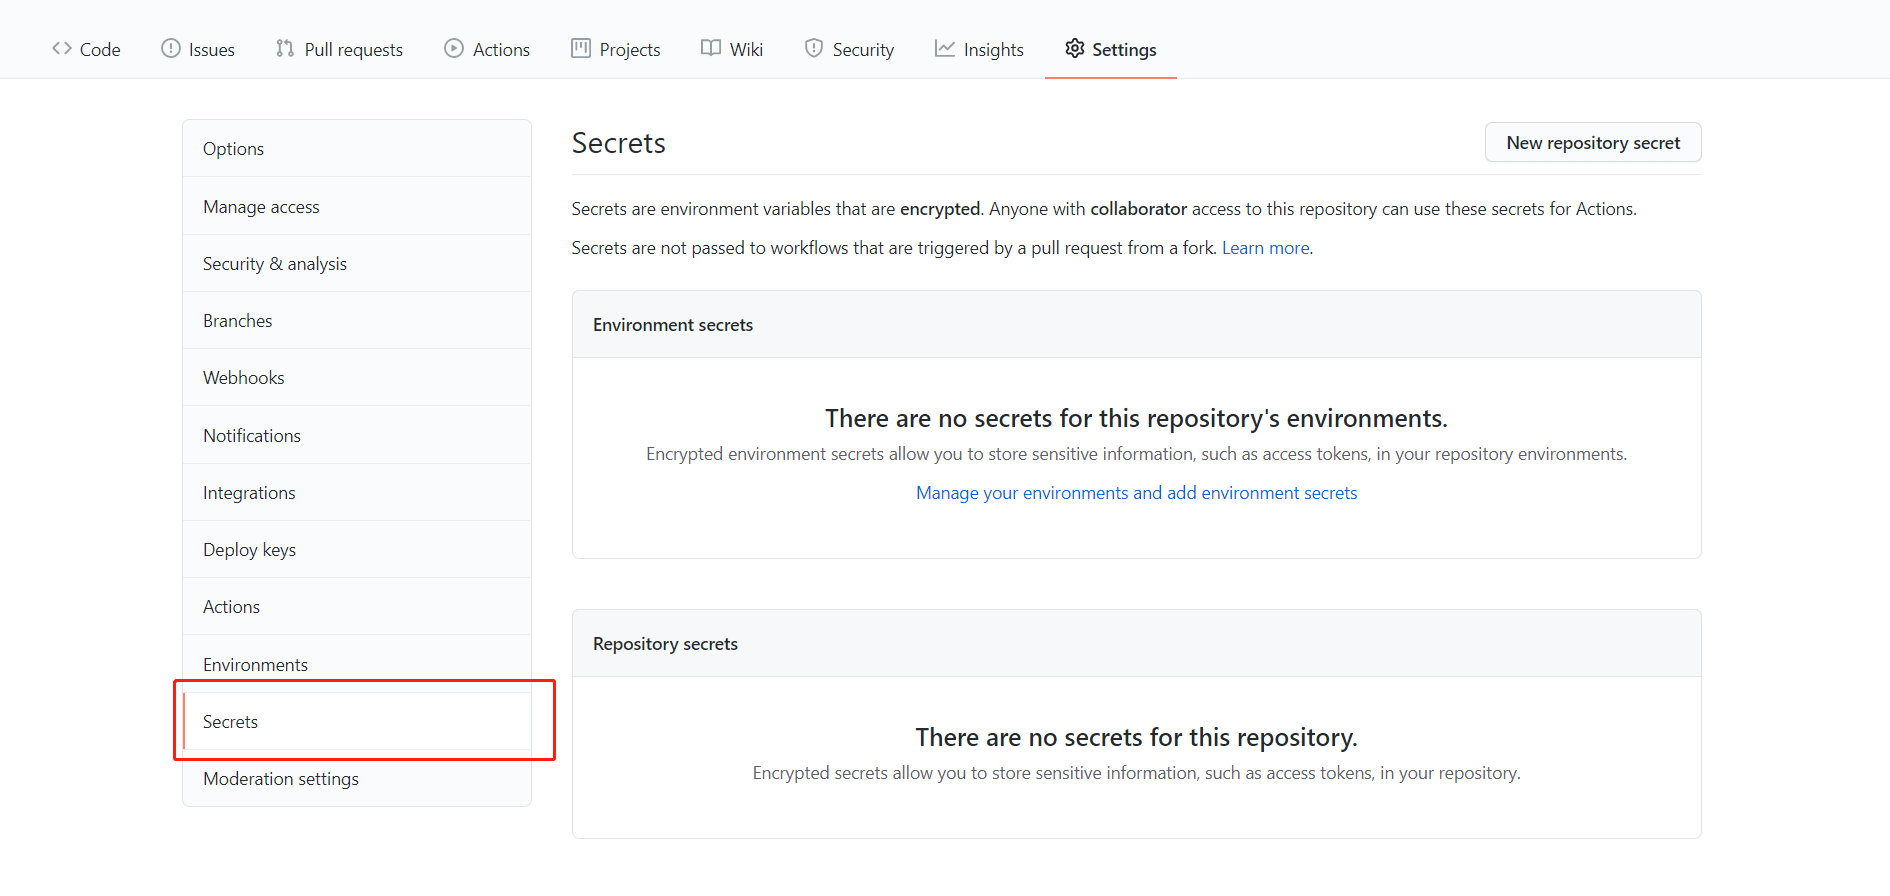 Code Issues Pull requests Actions Projects Wiki Security Insights Settings
Options
Manage access
Security & analysis
Branches
Webhooks
Notifications
Integrations
Deploy keys
Actions
Environments
Secrets
Moderation settings
Secrets
New repository secret
Secrets are environment variables that are encrypted. Anyone with collaborator access to this repository can use these secrets for Actions.
Secrets are not passed to workflows that are triggered by a pull request from a fork. Learn more.
Environment secrets
There are no secrets for this repository's environments.
Encrypted environment secrets allow you to store sensitive information, such as access tokens, in your repository environments.
Manage your environments and add environment secrets
Repository secrets
There are no secrets for this repository.
Encrypted secrets allow you to store sensitive information, such as access tokens, in your repository.